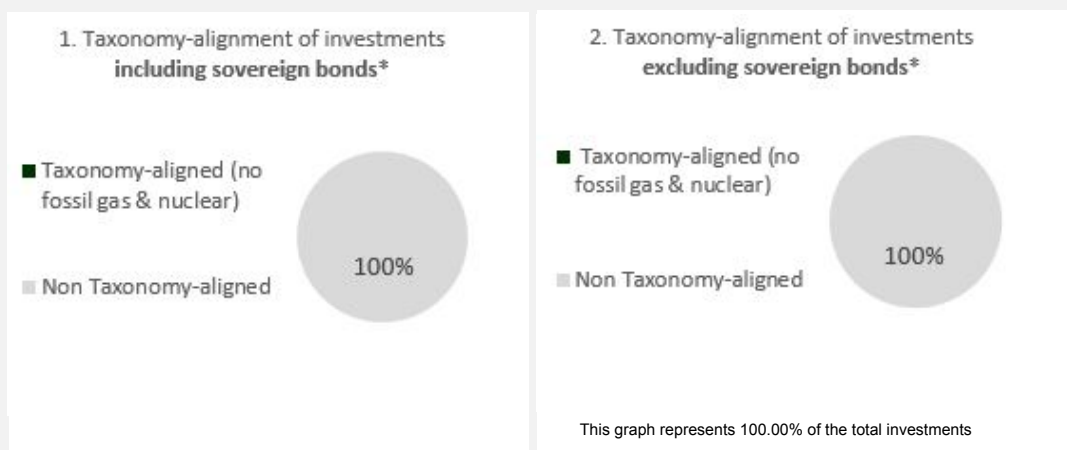 1. Taxonomy-alignment of investments
including sovereign bonds*
Taxonomy-aligned (no
fossil gas & nuclear)
100%
Non Taxonomy-aligned
2. Taxonomy-alignment of investments
excluding sovereign bonds*
Taxonomy-aligned (no
fossil gas & nuclear)
100%
Non Taxonomy-aligned
This graph represents 100.00% of the total investments